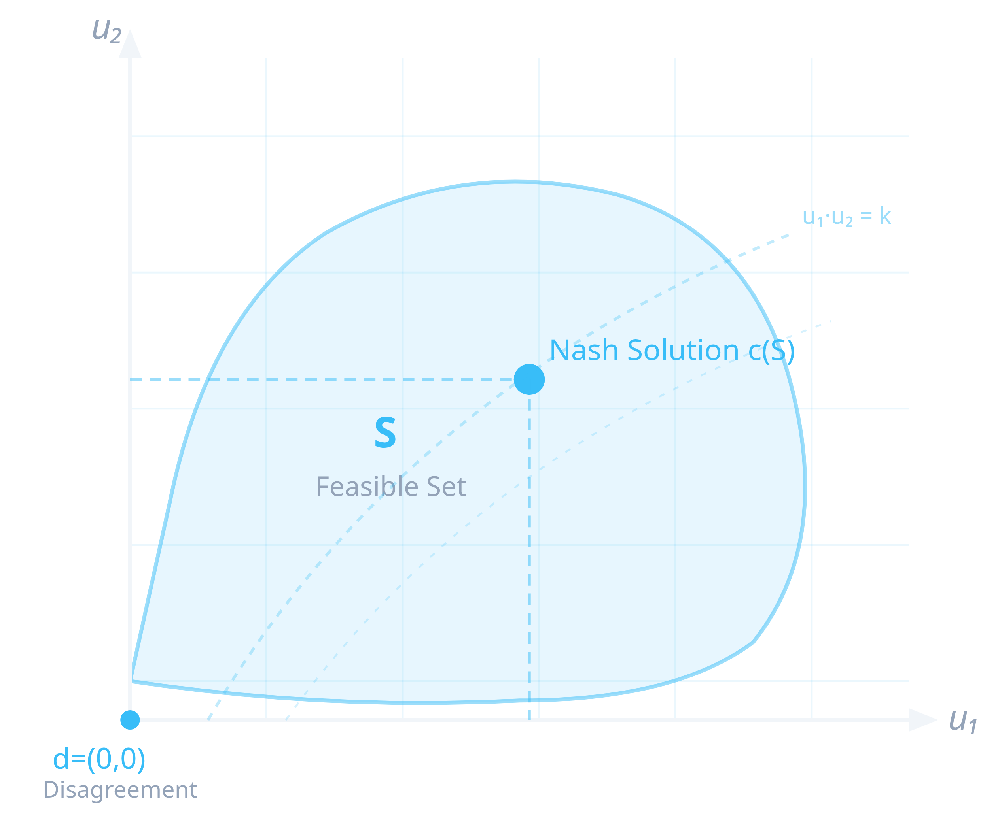 u₂
u₁·u₂ = k
Nash Solution c(S)
S
Feasible Set
u₁
d=(0,0)
Disagreement